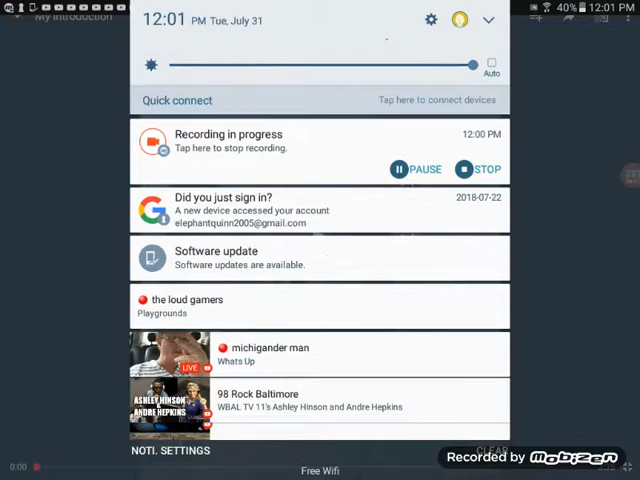 My Introduction
40% 12:01 PM
12:01 PM Tue, July 31
Auto
Quick connect
Tap here to connect devices
Recording in progress
12:00 PM
Tap here to stop recording.
PAUSE
STOP
Did you just sign in?
2018-07-22
A new device accessed your account
elephantquinn2005@gmail.com
Software update
Software updates are available.
the loud gamers
Playgrounds
michigander man
Whats Up
LIVE
98 Rock Baltimore
WBAL TV 11's Ashley Hinson and Andre Hepkins
ASHLEY HINSON
&
ANDRE HEPKINS
NOTI. SETTINGS
CLEAR
Recorded by mobizen
0:00
Free Wifi